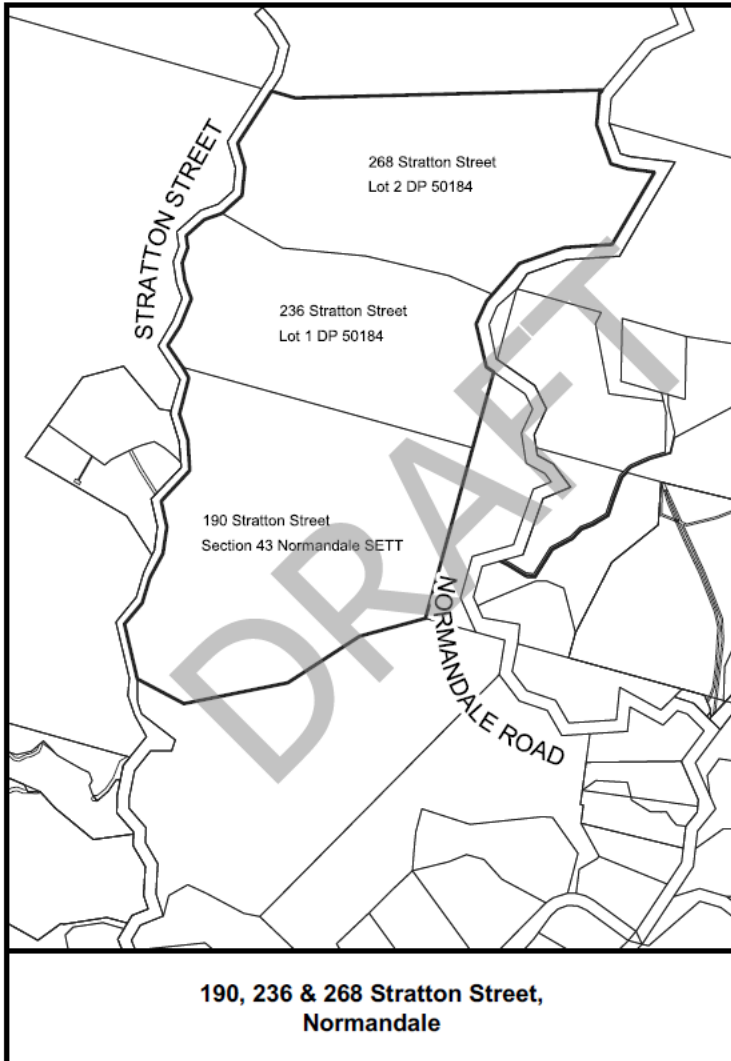 268 Stratton Street
Lot 2 DP 50184
STRATTON STREET
236 Stratton Street
Lot 1 DP 50184
DRAFT
190 Stratton Street
Section 43 Normandale SETT
NORMANDALE ROAD
190, 236 & 268 Stratton Street,
Normandale